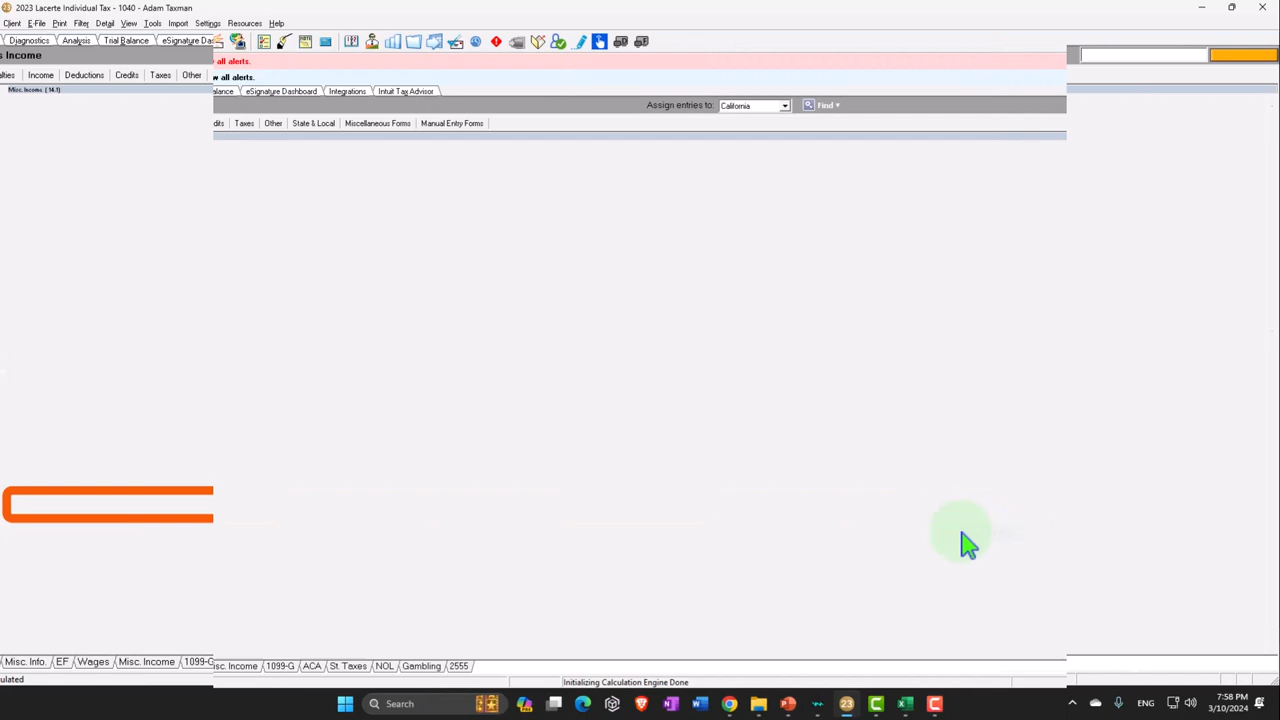 2023 Lacerte Individual Tax - 1040 - Adam Taxman
Client E-File Print Filter Detail View Tools Import Settings Resources Help
Diagnostics Analysis Trial Balance eSignature Das
s Income
all alerts.
Income Deductions Credits Taxes Other
w all alerts.
Misc. Income ( 14.1)
alance eSignature Dashboard Integrations Intuit Tax Advisor
Assign entries to: California Find
dits Taxes Other State & Local Miscellaneous Forms Manual Entry Forms
Misc. Info. EF Wages Misc. Income 1099-G
isc. Income 1099-G ACA St. Taxes NOL Gambling 2555
ulated
Initializing Calculation Engine Done
Search
23
ENG
7:58 PM
3/10/2024